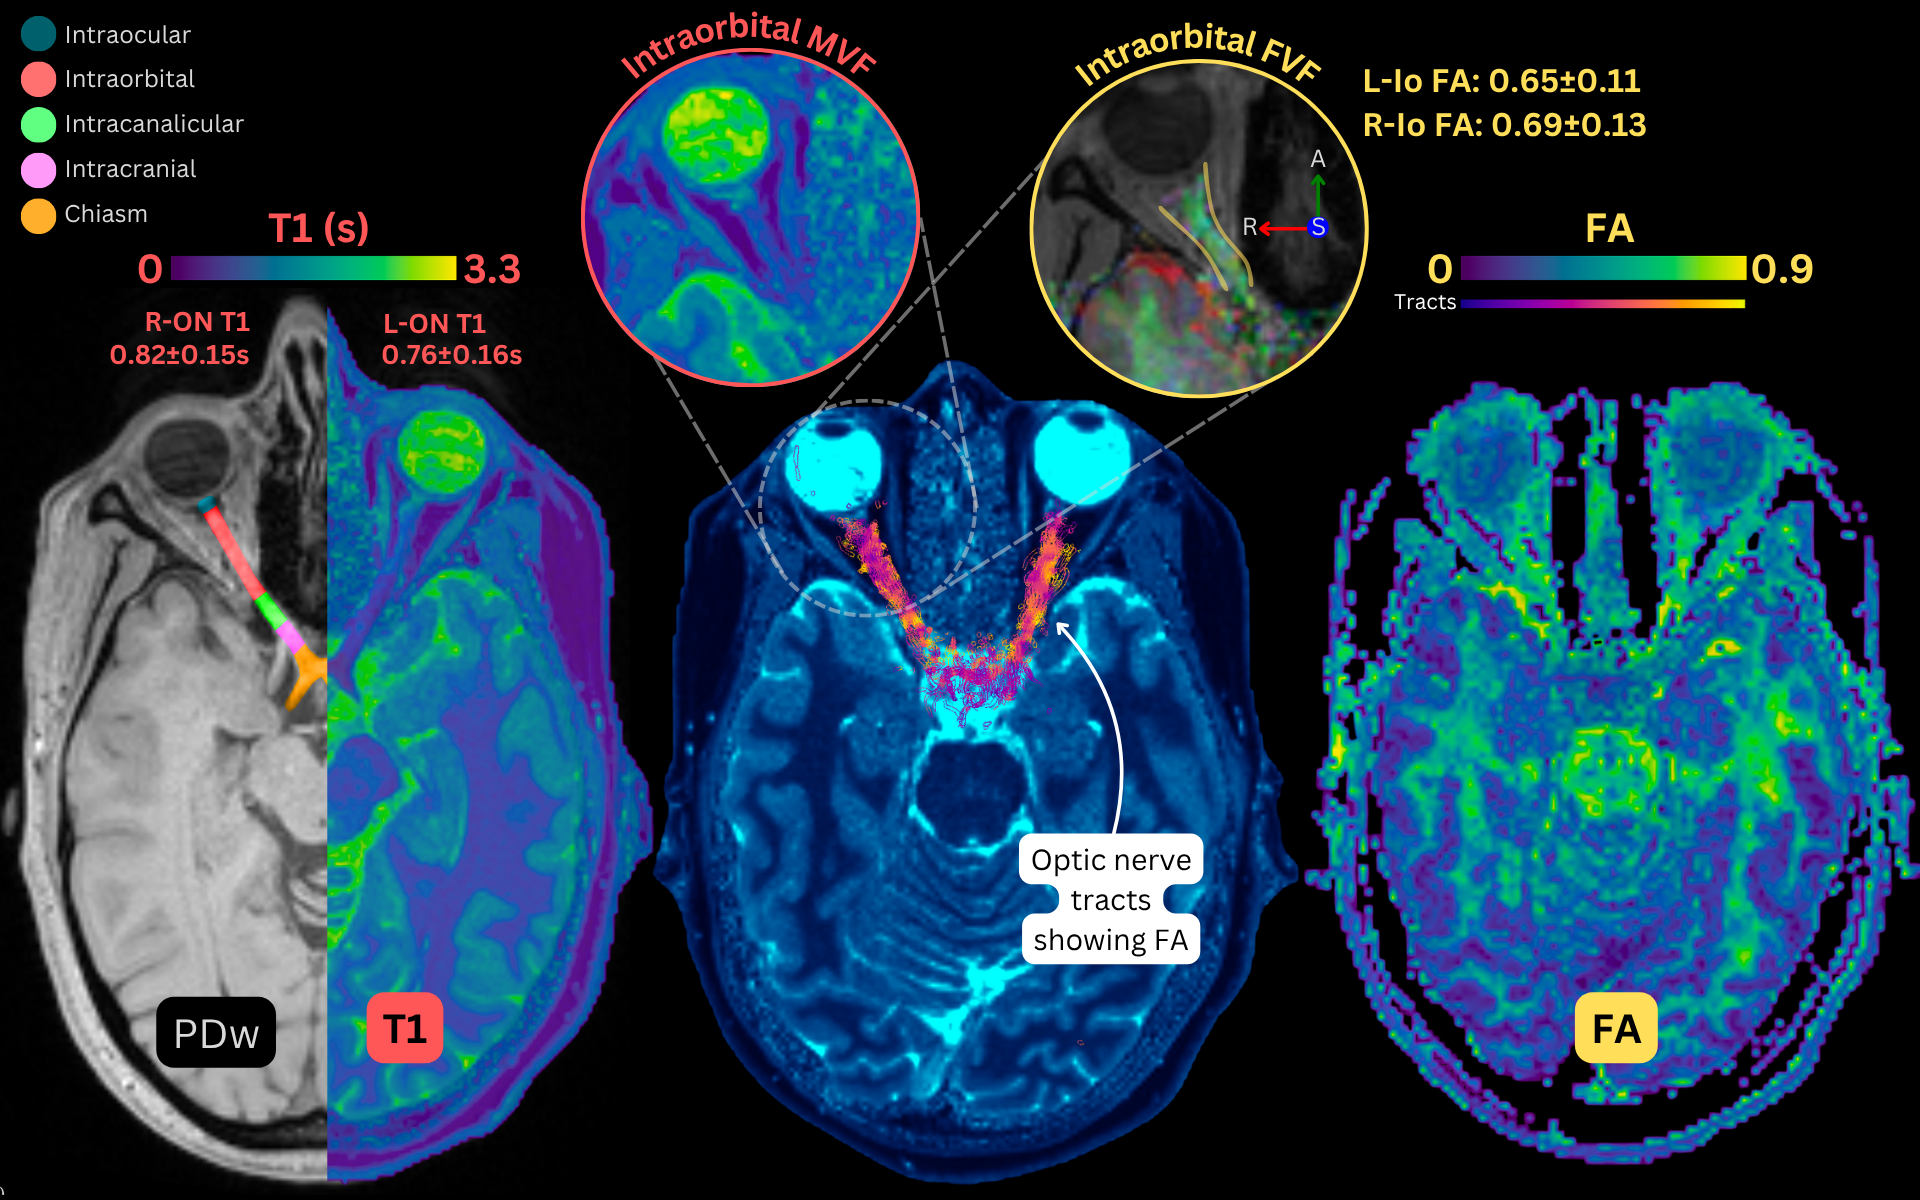 Intraocular
Intraorbital
Intracanalicular
Intracranial
Chiasm
T1 (s)
0
3.3
R-ON T1
0.82±0.15s
L-ON T1
0.76±0.16s
PDw
T1
Intraorbital MVF
Intraorbital FVF
A
R
S
L-Io FA: 0.65±0.11
R-Io FA: 0.69±0.13
FA
0
0.9
Tracts
Optic nerve
tracts
showing FA
FA